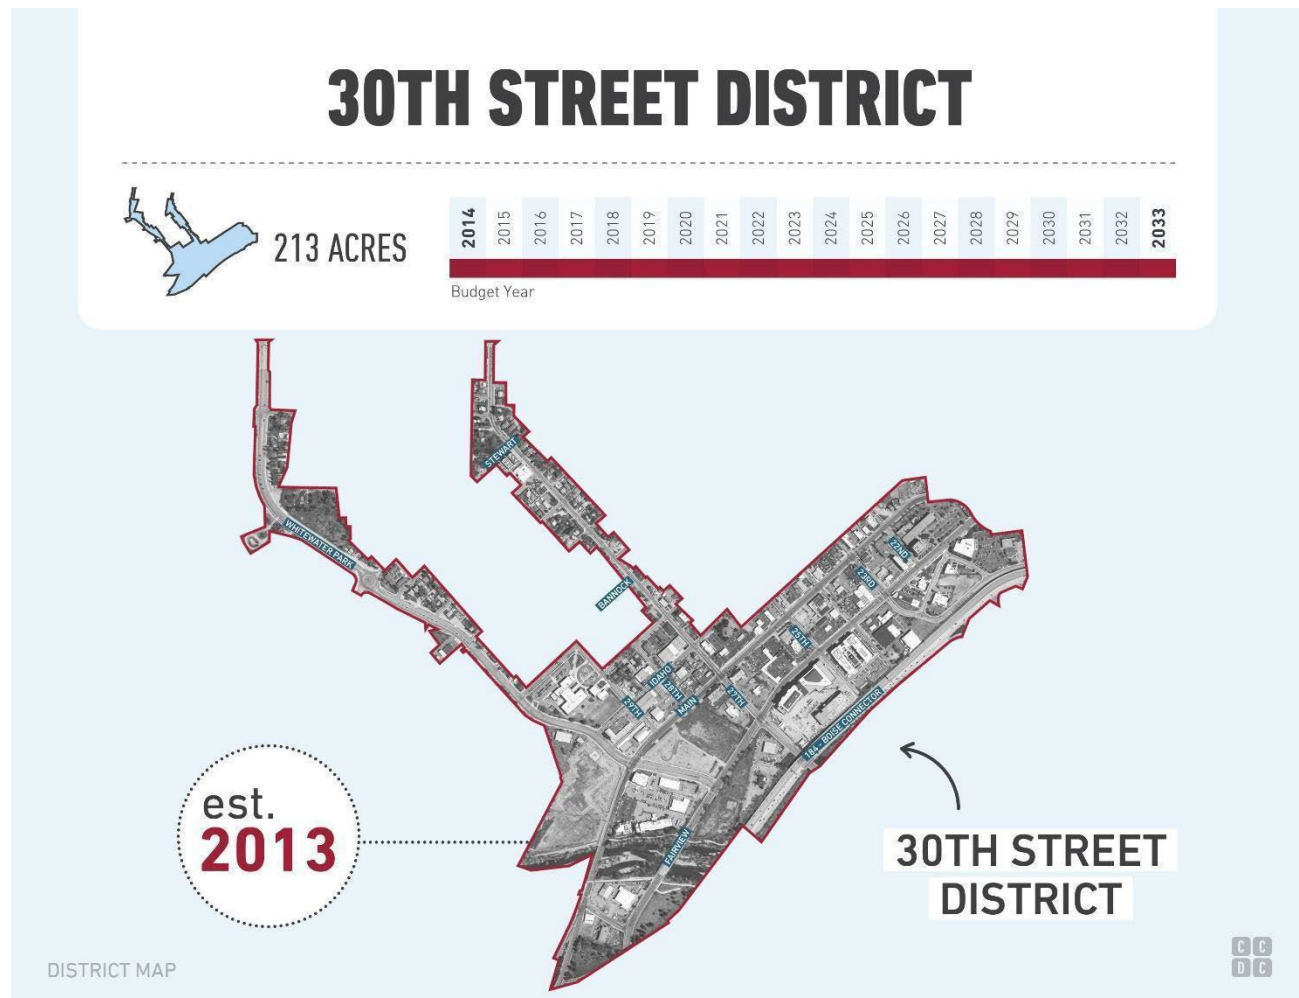 30TH STREET DISTRICT
213 ACRES
2014 2015 2016 2017 2018 2019 2020 2021 2022 2023 2024 2025 2026 2027 2028 2029 2030 2031 2032 2033
Budget Year
STEWART
WHITEWATER PARK
22ND
23RD
BANNOCK
25TH
IDAHO
28TH
29TH
MAIN
27TH
184 - BOISE CONNECTOR
FAIRVIEW
est.
2013
30TH STREET
DISTRICT
DISTRICT MAP
CC
DC